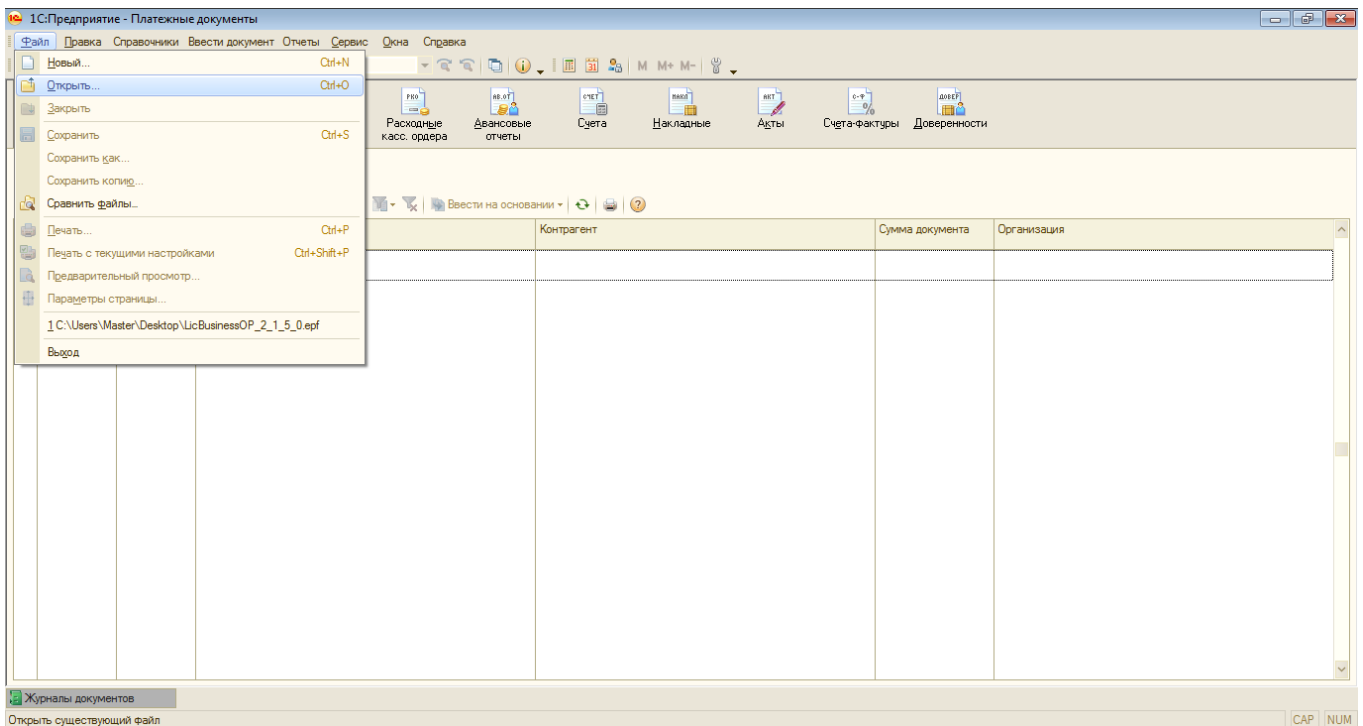 1С:Предприятие - Платежные документы
Файл Правка Справочники Ввести документ Отчеты Сервис Окна Справка
Новый... Ctrl+N
M M+ M-
Открыть... Ctrl+O
Закрыть
Сохранить Ctrl+S
Сохранить как...
Сохранить копию...
Сравнить файлы...
Печать... Ctrl+P
Печать с текущими настройками Ctrl+Shift+P
Предварительный просмотр...
Параметры страницы...
1 C:\Users\Master\Desktop\LicBusinessOP_2_1_5_0.epf
Выход
РКО АВ.ОТ СЧЕТ НАКЛ АКТ С-Ф ДОВЕР
Расходные касс. ордера
Авансовые отчеты
Счета
Накладные
Акты
Счета-фактуры
Доверенности
Ввести на основании
Контрагент Сумма документа Организация
Журналы документов
Открыть существующий файл
CAP NUM